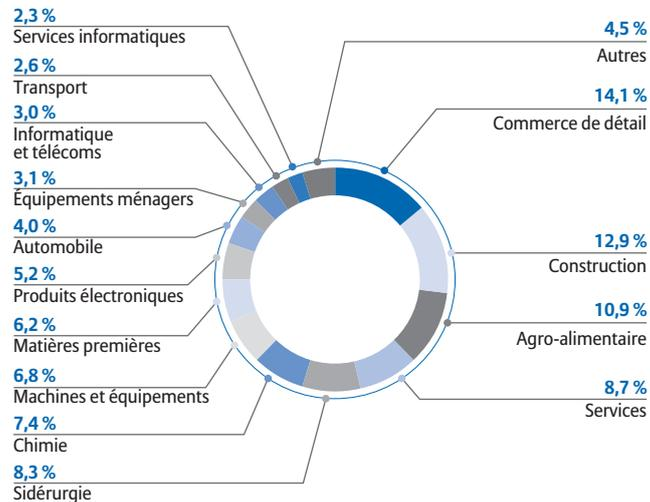 2,3 %
Services informatiques
2,6 %
Transport
3,0 %
Informatique
et télécoms
3,1 %
Équipements ménagers
4,0 %
Automobile
5,2 %
Produits électroniques
6,2 %
Matières premières
6,8 %
Machines et équipements
7,4 %
Chimie
8,3 %
Sidérurgie
4,5 %
Autres
14,1 %
Commerce de détail
12,9 %
Construction
10,9 %
Agro-alimentaire
8,7 %
Services